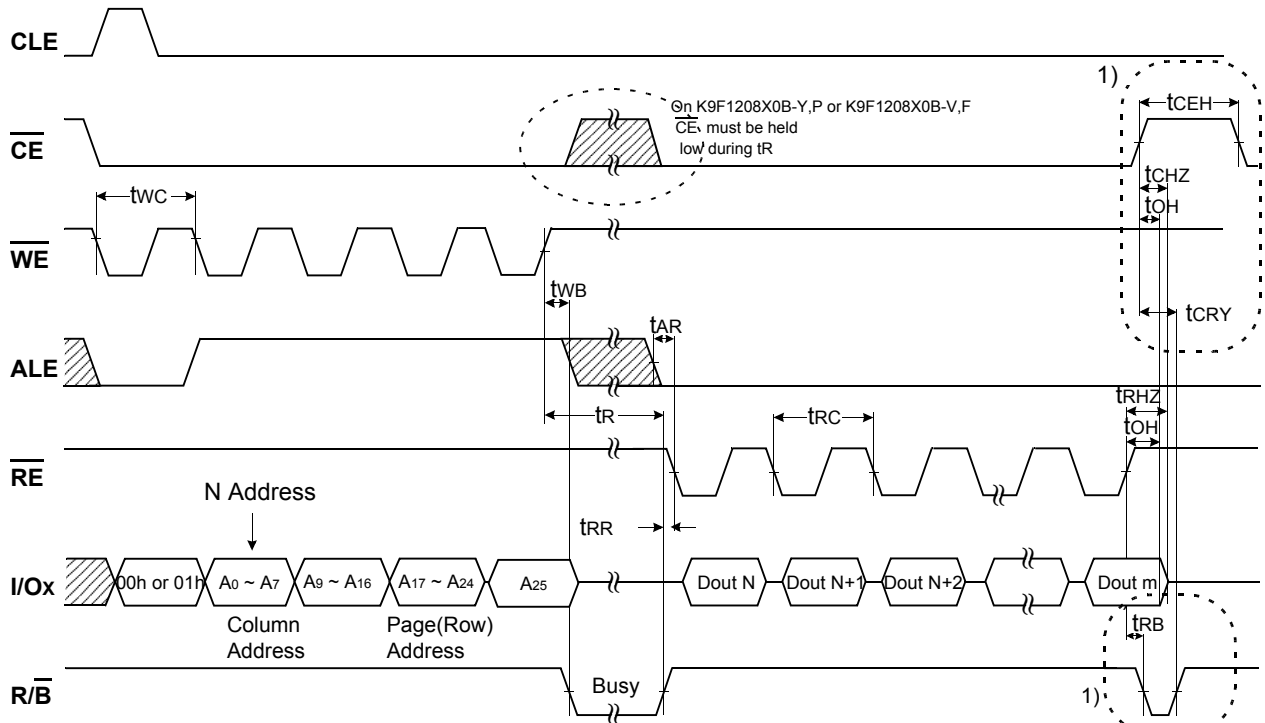 CLE
1)
tCEH
On K9F1208X0B-Y,P or K9F1208X0B-V,F
CE must be held
low during tR
CE
tCHZ
tOH
tWC
WE
tWB
tCRY
tAR
ALE
tRHZ
tR
tRC
tOH
RE
N Address
tRR
I/Ox
00h or 01h
A0 ~ A7
A9 ~ A16
A17 ~ A24
A25
Dout N
Dout N+1
Dout N+2
Dout m
Column
Address
Page(Row)
Address
tRB
R/B
Busy
1)